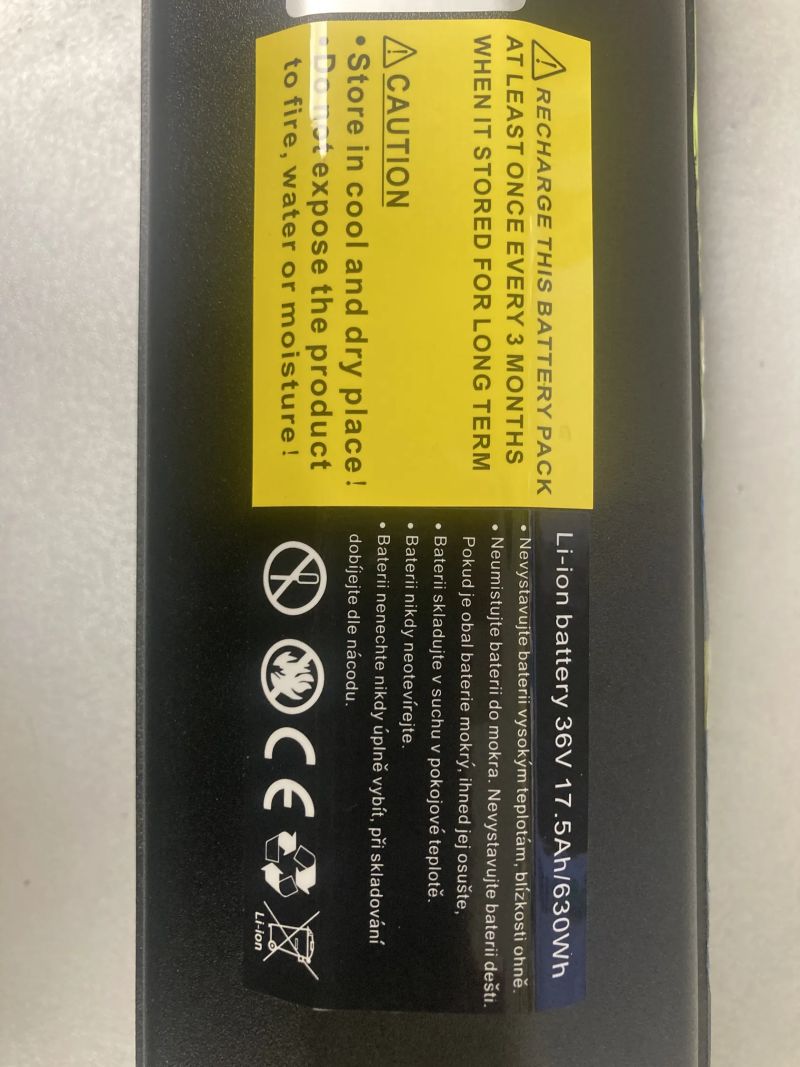 RECHARGE THIS BATTERY PACK
AT LEAST ONCE EVERY 3 MONTHS
WHEN IT STORED FOR LONG TERM
CAUTION
•Store in cool and dry place!
•Do not expose the product
to fire, water or moisture!
Li-ion battery 36V 17.5Ah/630Wh
• Nevystavujte baterii vysokým teplotám, blízkosti ohně.
• Neumistujte baterii do mokra. Nevystavujte baterii dešti.
Pokud je obal baterie mokrý, ihned jej osušte,
• Baterii skladujte v suchu v pokojové teplotě.
• Baterii nikdy neotevírejte.
• Baterii nenechte nikdy úplně vybít, při skladování
dobíjejte dle nácodu.
CE
Li-ion